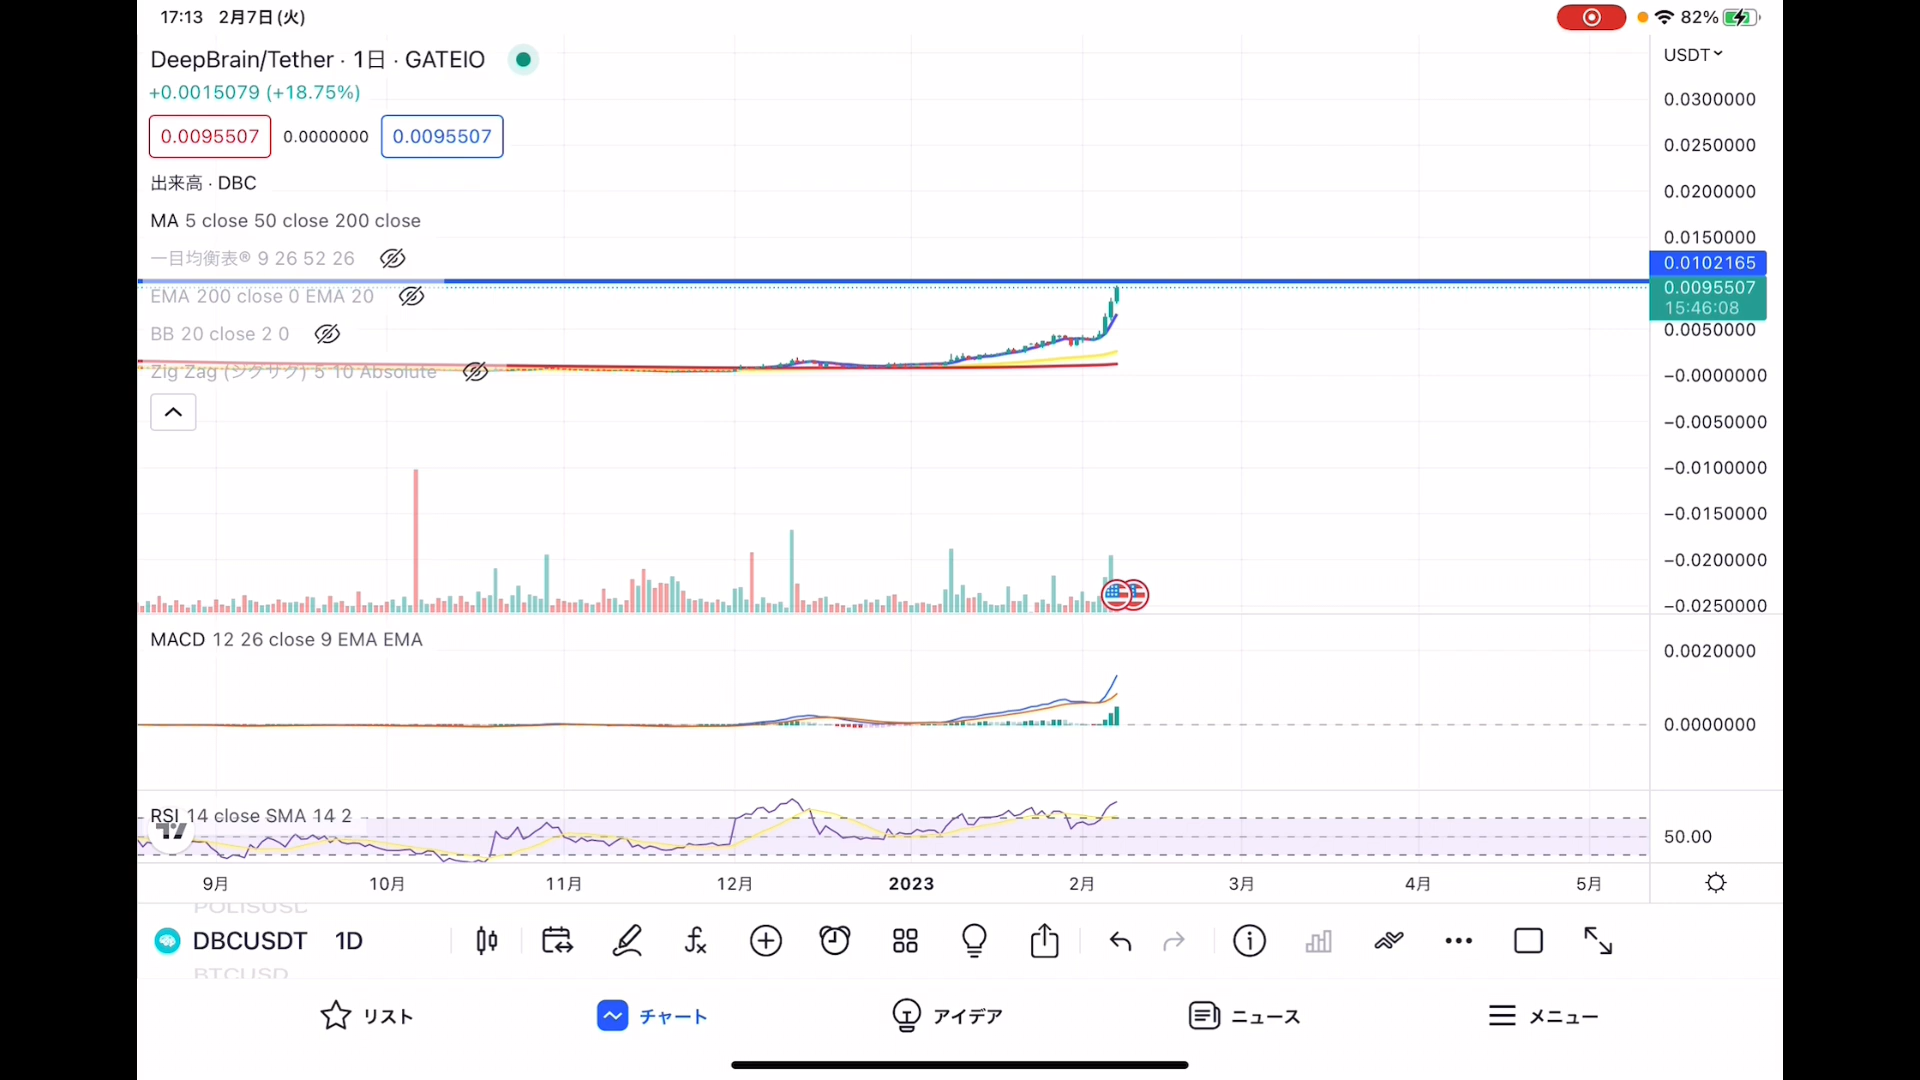 17:13 2月7日(火)
82%
DeepBrain/Tether · 1日 · GATEIO
USDT
+0.0015079 (+18.75%)
0.0095507 0.0000000 0.0095507
出来高 · DBC
MA 5 close 50 close 200 close
一目均衡表® 9 26 52 26
EMA 200 close 0 EMA 20
BB 20 close 2 0
Zig Zag (ジグザグ) 5 10 Absolute
0.0300000
0.0250000
0.0200000
0.0150000
0.0102165
0.0095507
15:46:08
0.0050000
−0.0000000
−0.0050000
−0.0100000
−0.0150000
−0.0200000
−0.0250000
MACD 12 26 close 9 EMA EMA
0.0020000
0.0000000
RSI 14 close SMA 14 2
50.00
9月 10月 11月 12月 2023 2月 3月 4月 5月
POLISUSD
DBCUSDT 1D
BTCUSD
リスト チャート アイデア ニュース メニュー